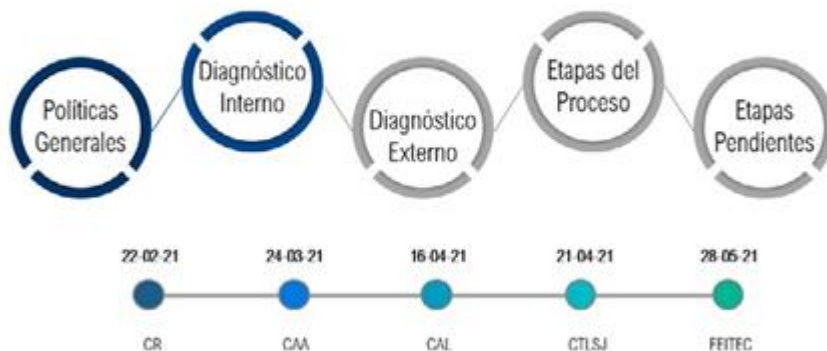 Políticas
Generales
Diagnóstico
Interno
Diagnóstico
Externo
Etapas del
Proceso
Etapas
Pendientes
22-02-21
24-03-21
16-04-21
21-04-21
28-05-21
CR
CAA
CAL
CTLSJ
FEITEC